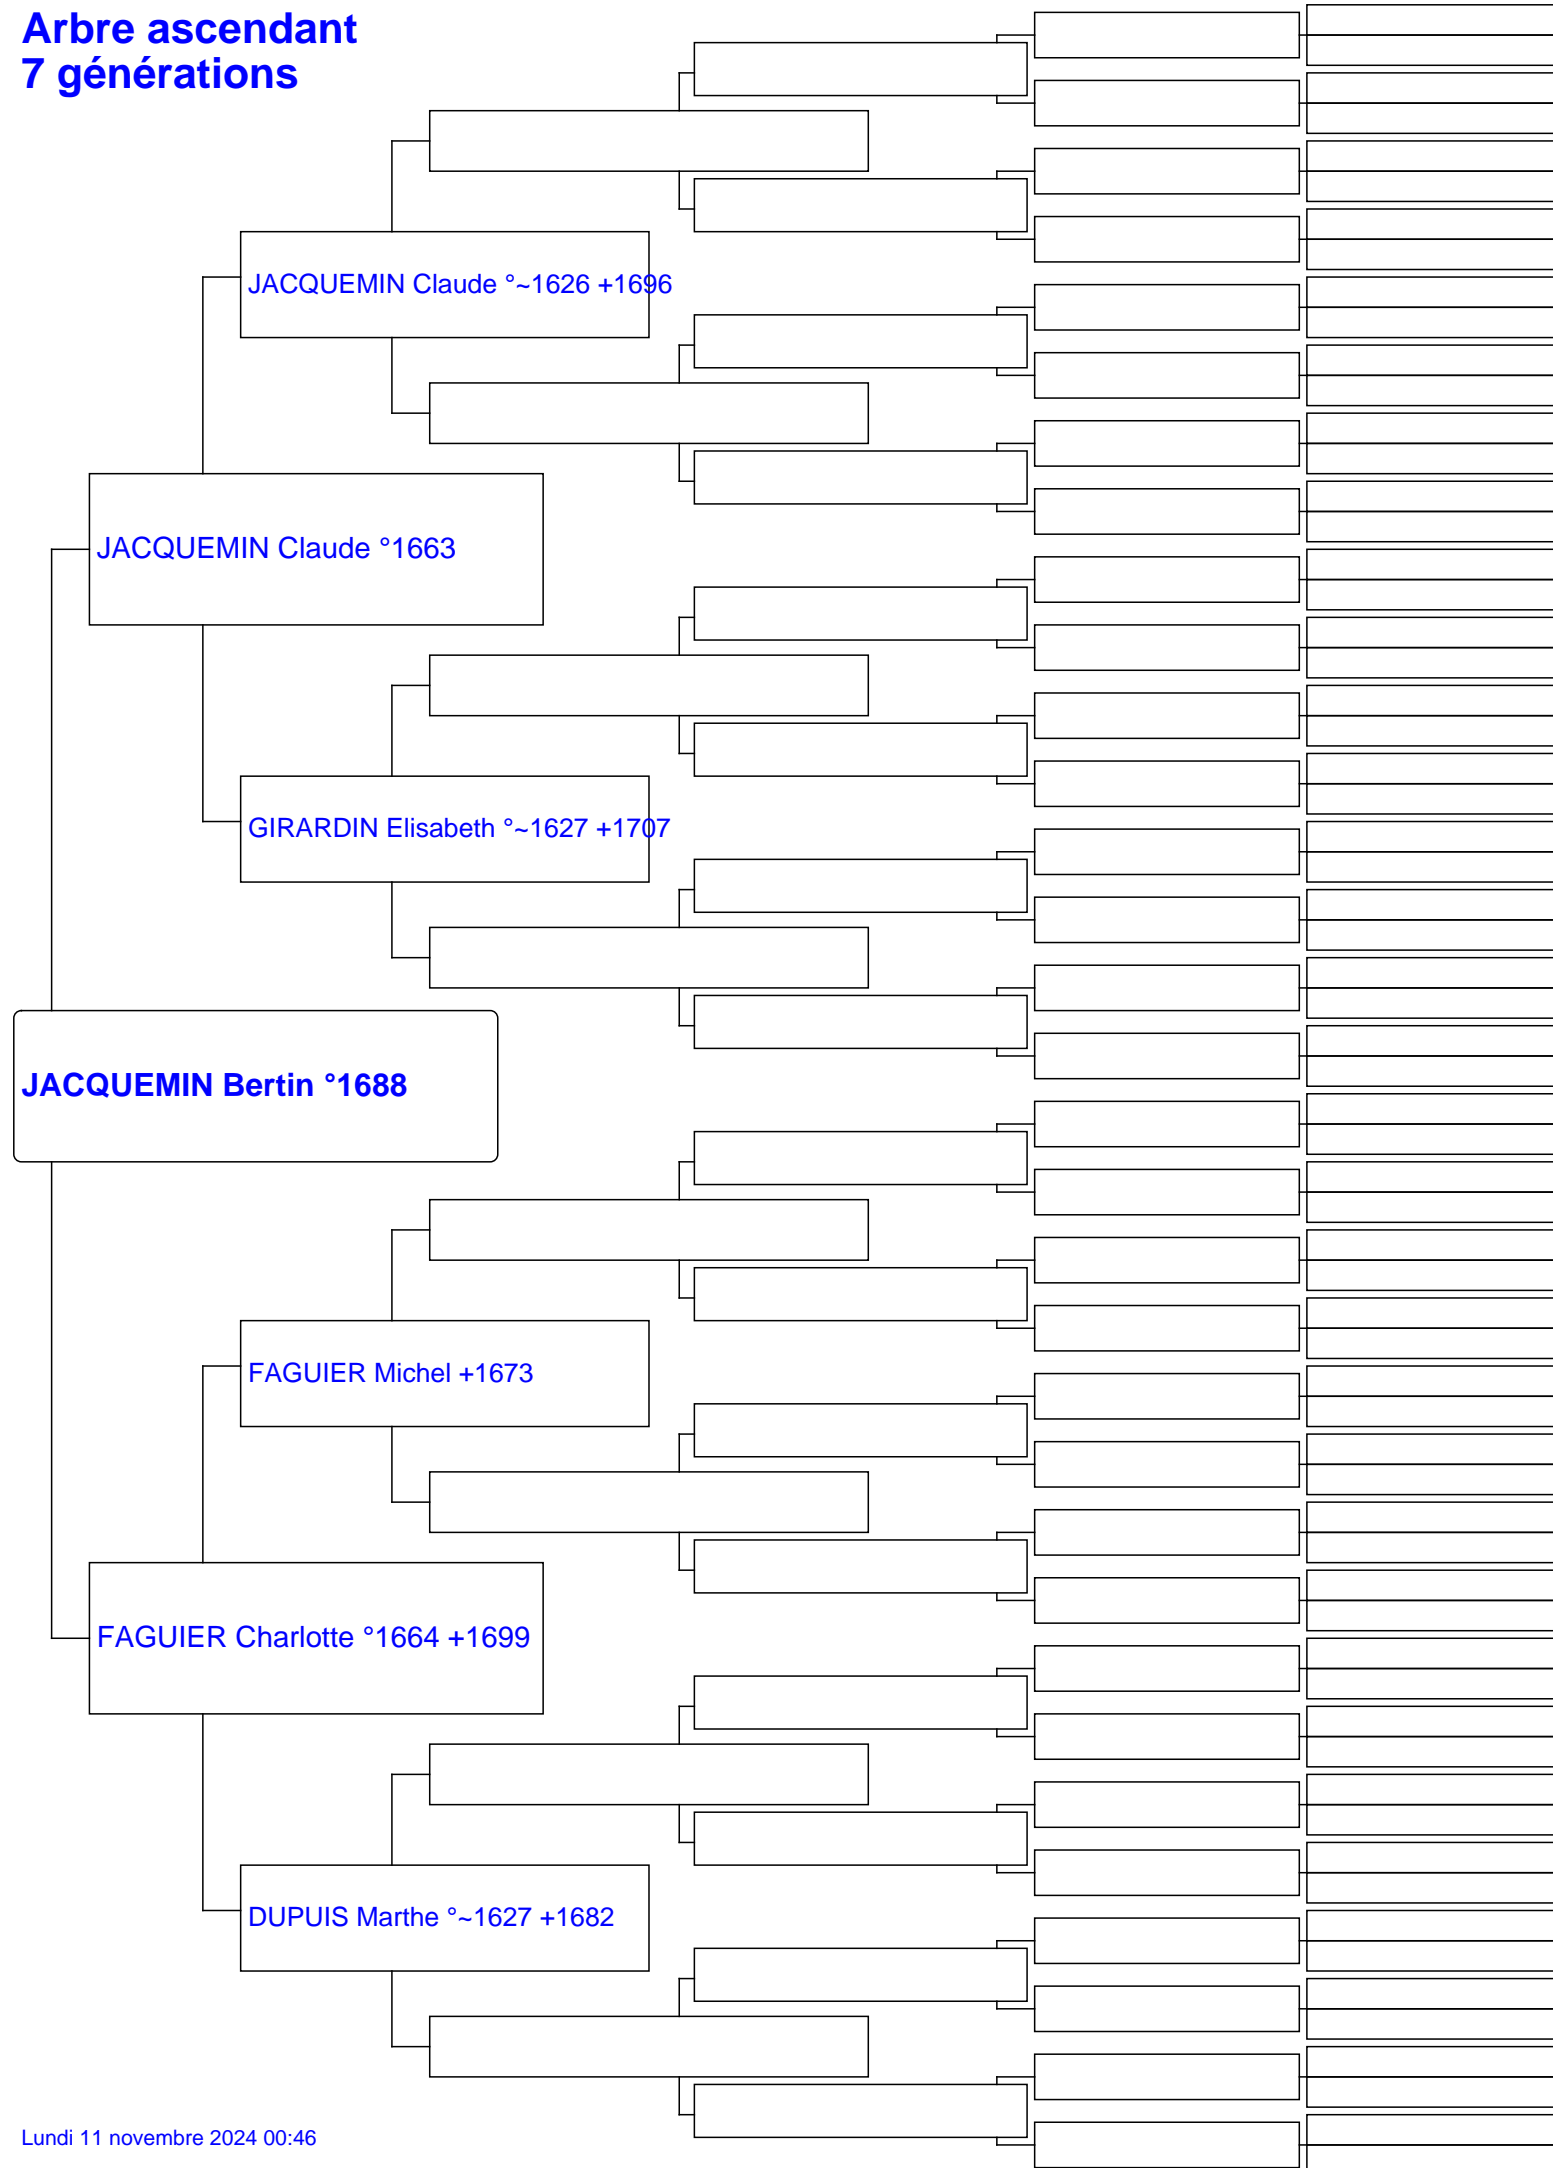 Arbre ascendant
7 générations
JACQUEMIN Claude °~1626 +1696
JACQUEMIN Claude °1663
GIRARDIN Elisabeth °~1627 +1707
JACQUEMIN Bertin °1688
FAGUIER Michel +1673
FAGUIER Charlotte °1664 +1699
DUPUIS Marthe °~1627 +1682
Lundi 11 novembre 2024 00:46